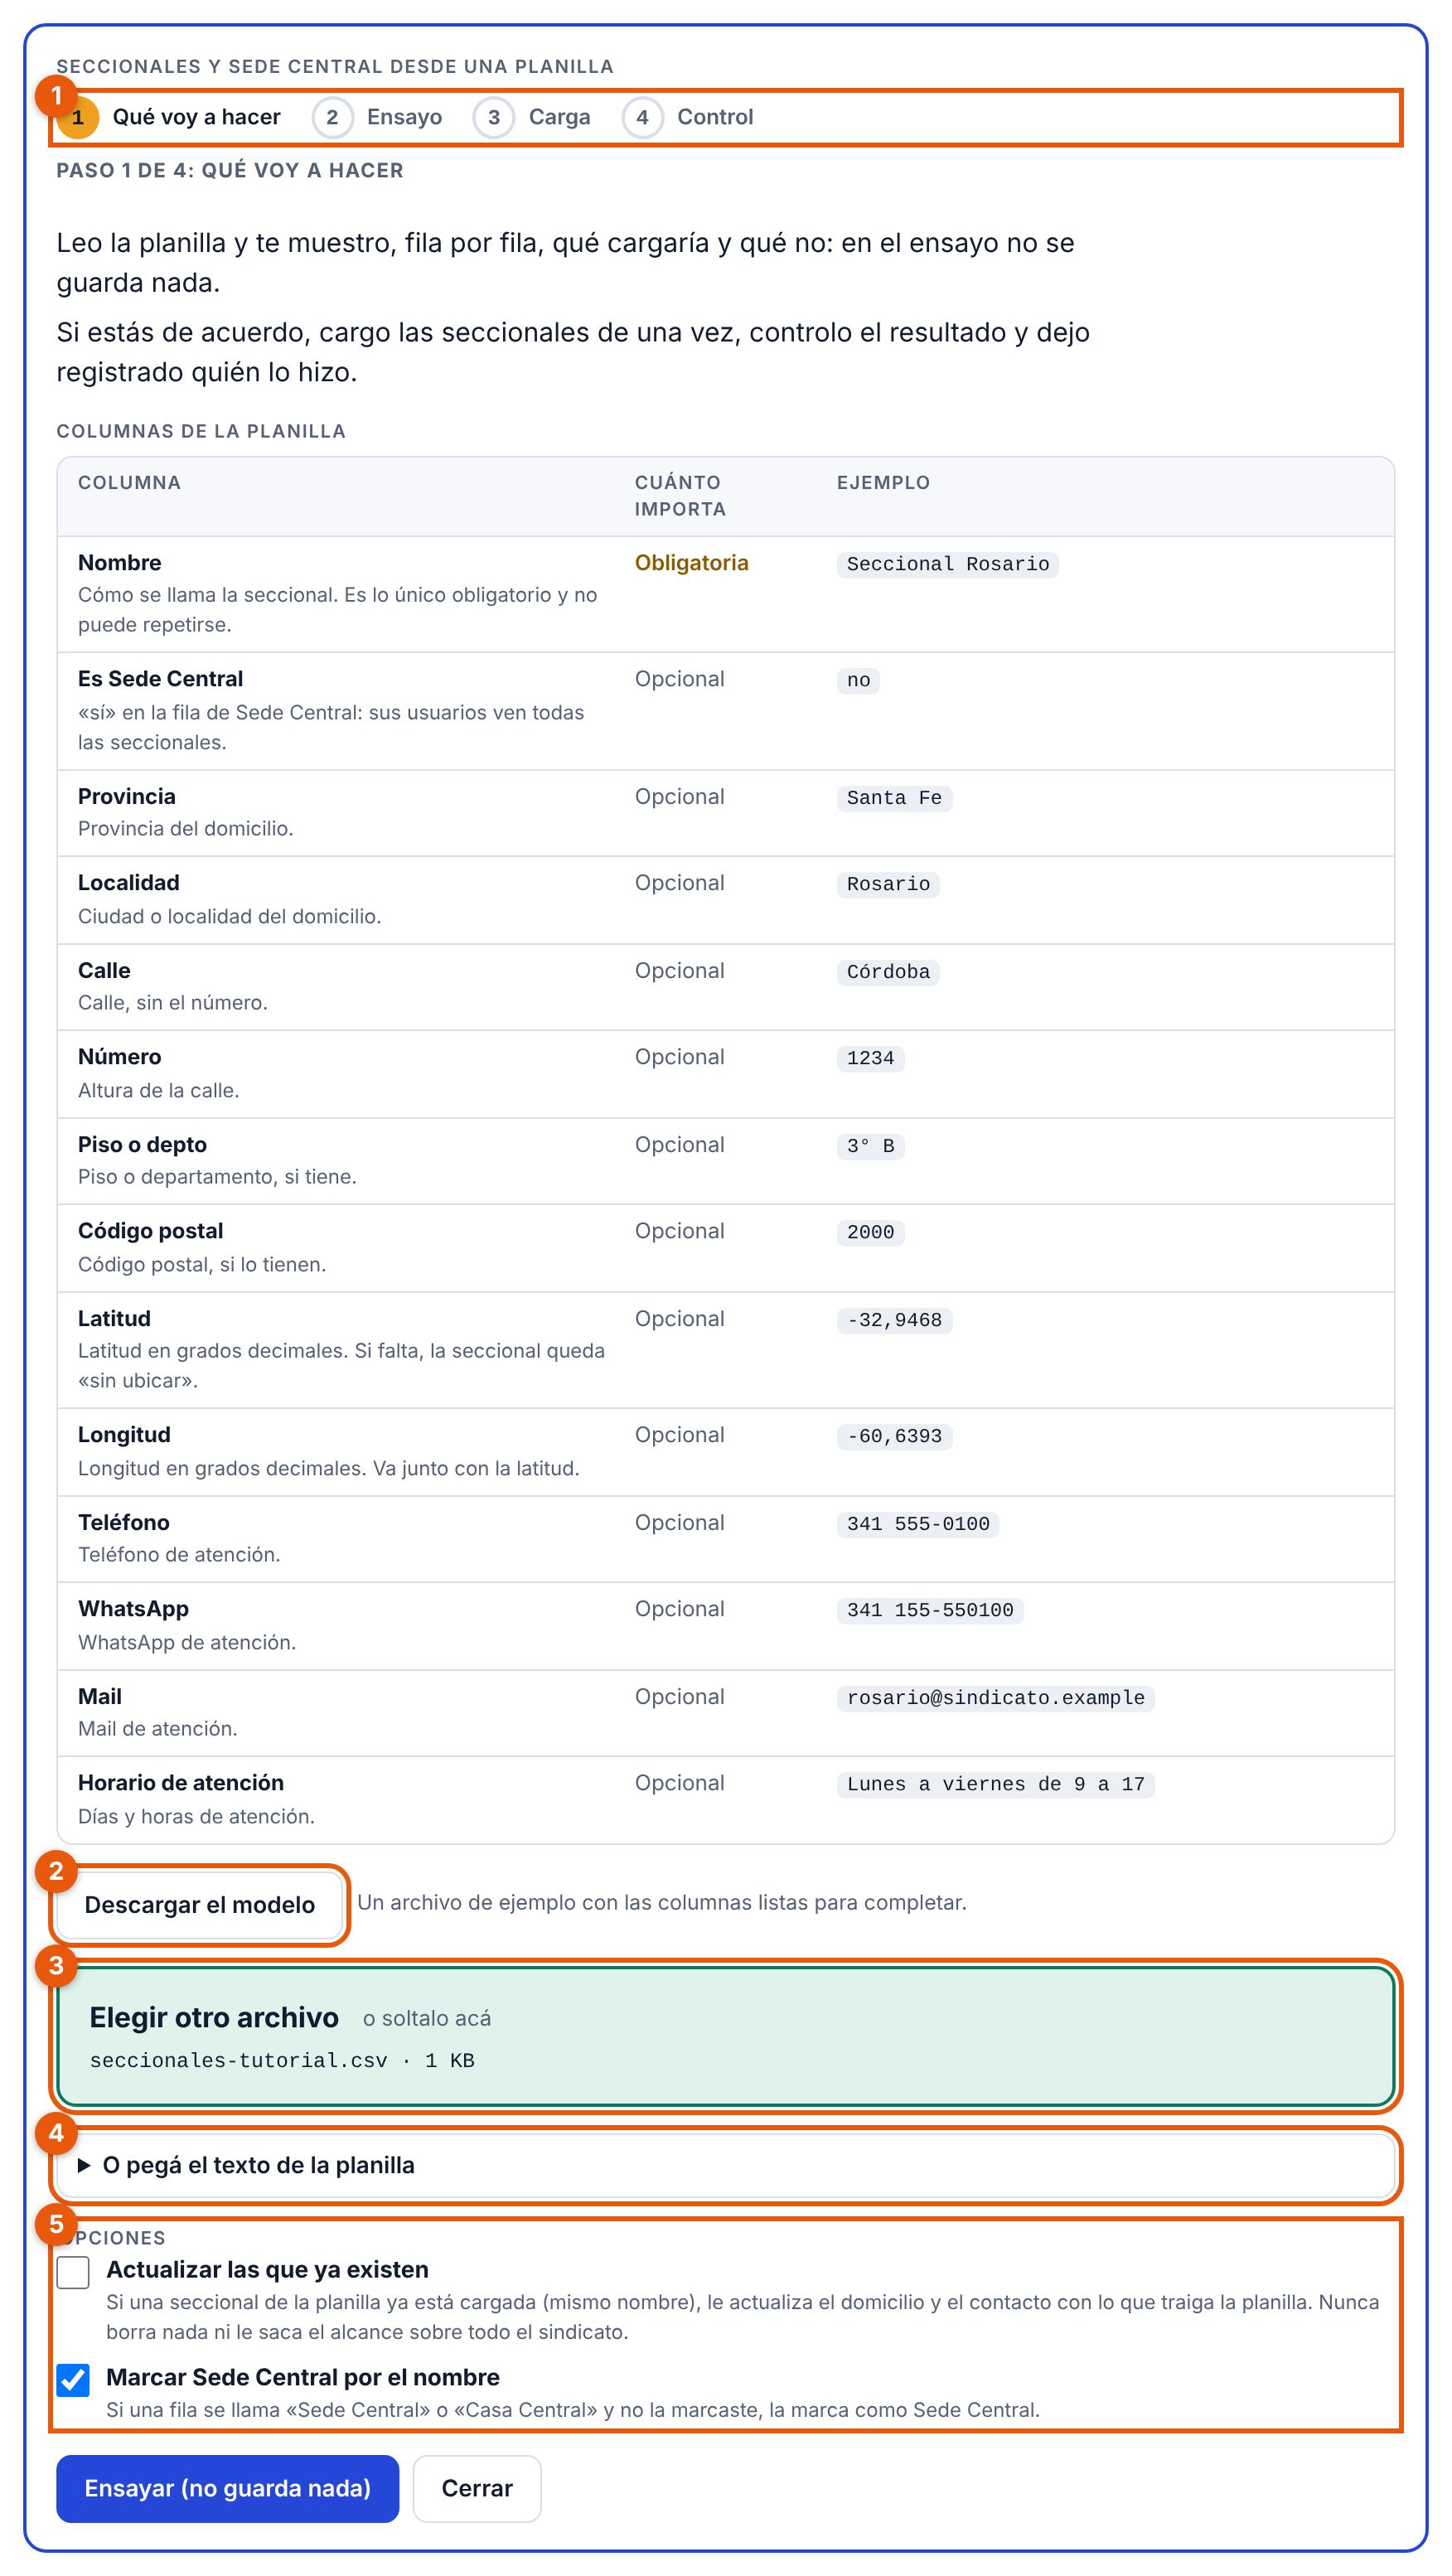 SECCIONALES Y SEDE CENTRAL DESDE UNA PLANILLA
1
1 Qué voy a hacer 2 Ensayo 3 Carga 4 Control
PASO 1 DE 4: QUÉ VOY A HACER
Leo la planilla y te muestro, fila por fila, qué cargaría y qué no: en el ensayo no se
guarda nada.
Si estás de acuerdo, cargo las seccionales de una vez, controlo el resultado y dejo
registrado quién lo hizo.
COLUMNAS DE LA PLANILLA
COLUMNA CUÁNTO IMPORTA EJEMPLO
Nombre Obligatoria Seccional Rosario
Cómo se llama la seccional. Es lo único obligatorio y no
puede repetirse.
Es Sede Central Opcional no
«sí» en la fila de Sede Central: sus usuarios ven todas
las seccionales.
Provincia Opcional Santa Fe
Provincia del domicilio.
Localidad Opcional Rosario
Ciudad o localidad del domicilio.
Calle Opcional Córdoba
Calle, sin el número.
Número Opcional 1234
Altura de la calle.
Piso o depto Opcional 3° B
Piso o departamento, si tiene.
Código postal Opcional 2000
Código postal, si lo tienen.
Latitud Opcional -32,9468
Latitud en grados decimales. Si falta, la seccional queda
«sin ubicar».
Longitud Opcional -60,6393
Longitud en grados decimales. Va junto con la latitud.
Teléfono Opcional 341 555-0100
Teléfono de atención.
WhatsApp Opcional 341 155-550100
WhatsApp de atención.
Mail Opcional rosario@sindicato.example
Mail de atención.
Horario de atención Opcional Lunes a viernes de 9 a 17
Días y horas de atención.
2
Descargar el modelo Un archivo de ejemplo con las columnas listas para completar.
3
Elegir otro archivo o soltalo acá
seccionales-tutorial.csv · 1 KB
4
O pegá el texto de la planilla
5
OPCIONES
Actualizar las que ya existen
Si una seccional de la planilla ya está cargada (mismo nombre), le actualiza el domicilio y el contacto con lo que traiga la planilla. Nunca
borra nada ni le saca el alcance sobre todo el sindicato.
Marcar Sede Central por el nombre
Si una fila se llama «Sede Central» o «Casa Central» y no la marcaste, la marca como Sede Central.
Ensayar (no guarda nada) Cerrar